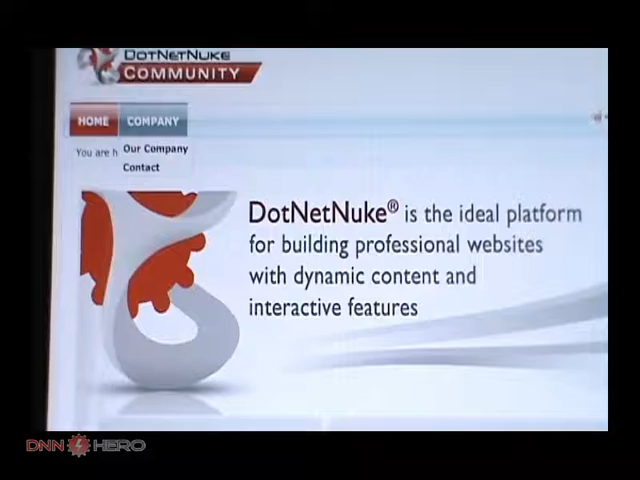 DOTNETNUKE
COMMUNITY
HOME COMPANY
You are h
Our Company
Contact
DotNetNuke® is the ideal platform
for building professional websites
with dynamic content and
interactive features
DNN HERO